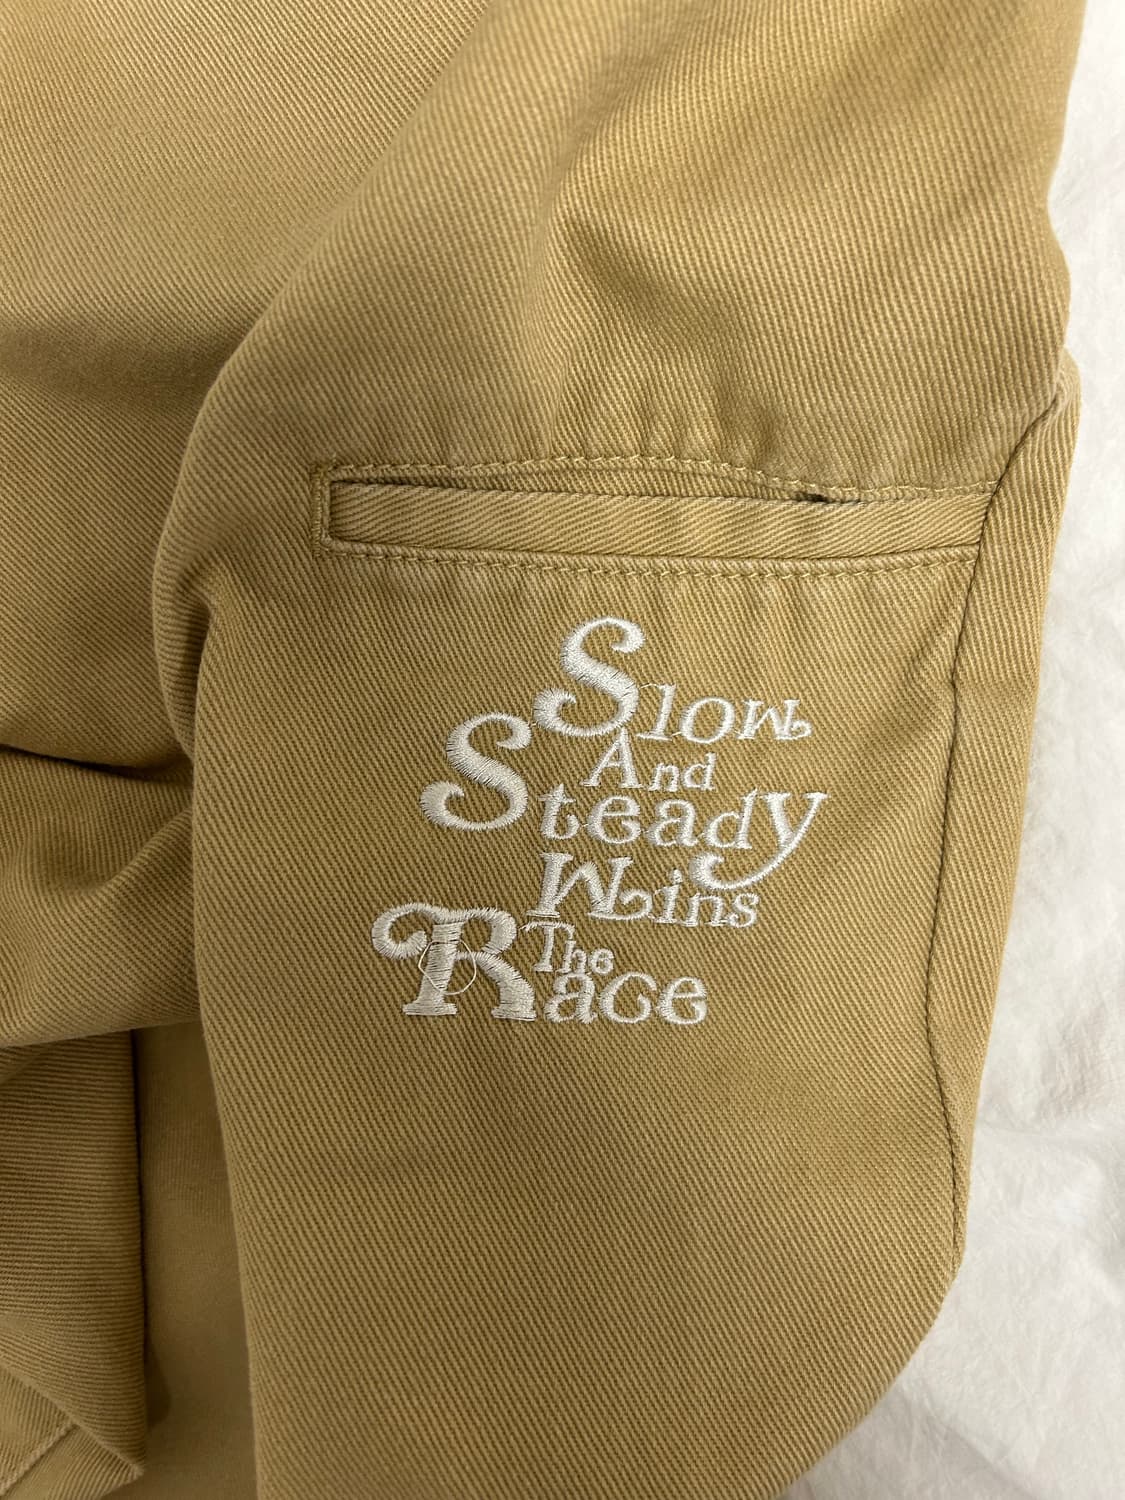 Slow
And
Steady
Wins
The
Race